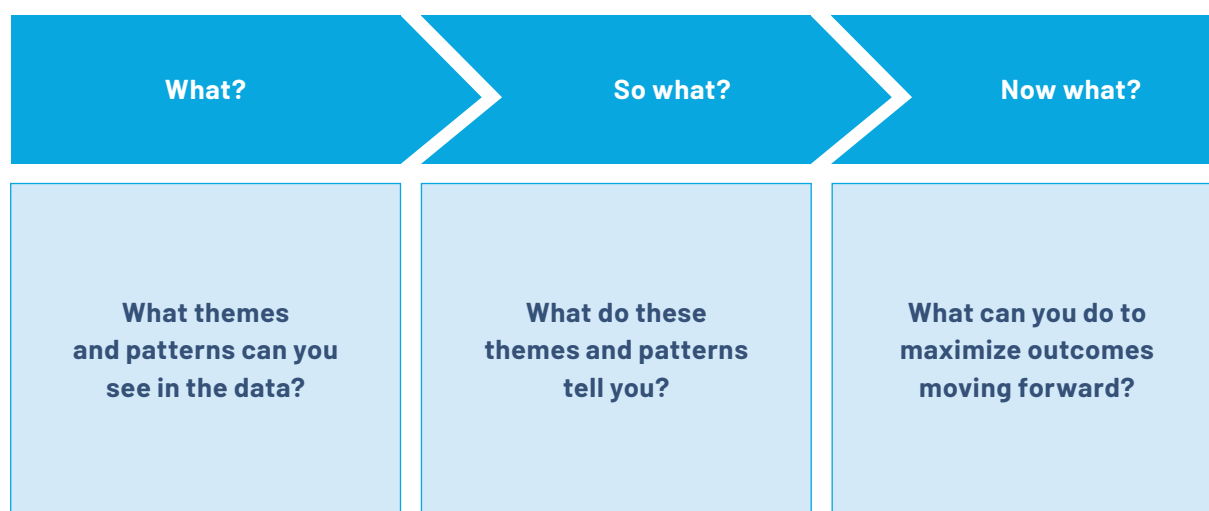 What?
So what?
Now what?
What themes
and patterns can you
see in the data?
What do these
themes and patterns
tell you?
What can you do to
maximize outcomes
moving forward?